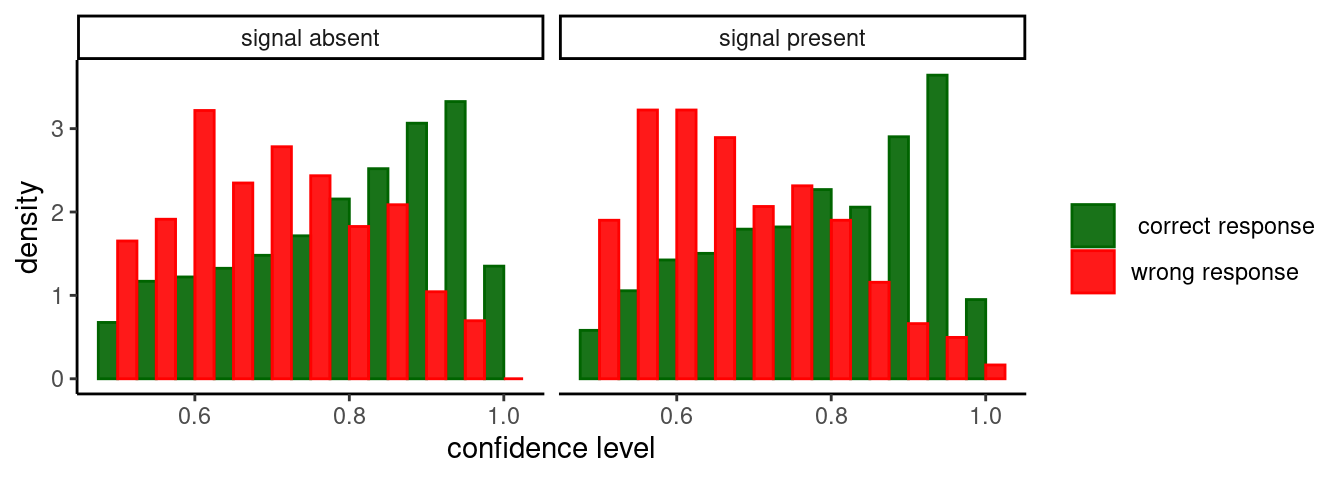 signal absent
signal present
3
2
1
0
density
0.6
0.8
1.0
0.6
0.8
1.0
confidence level
correct response
wrong response